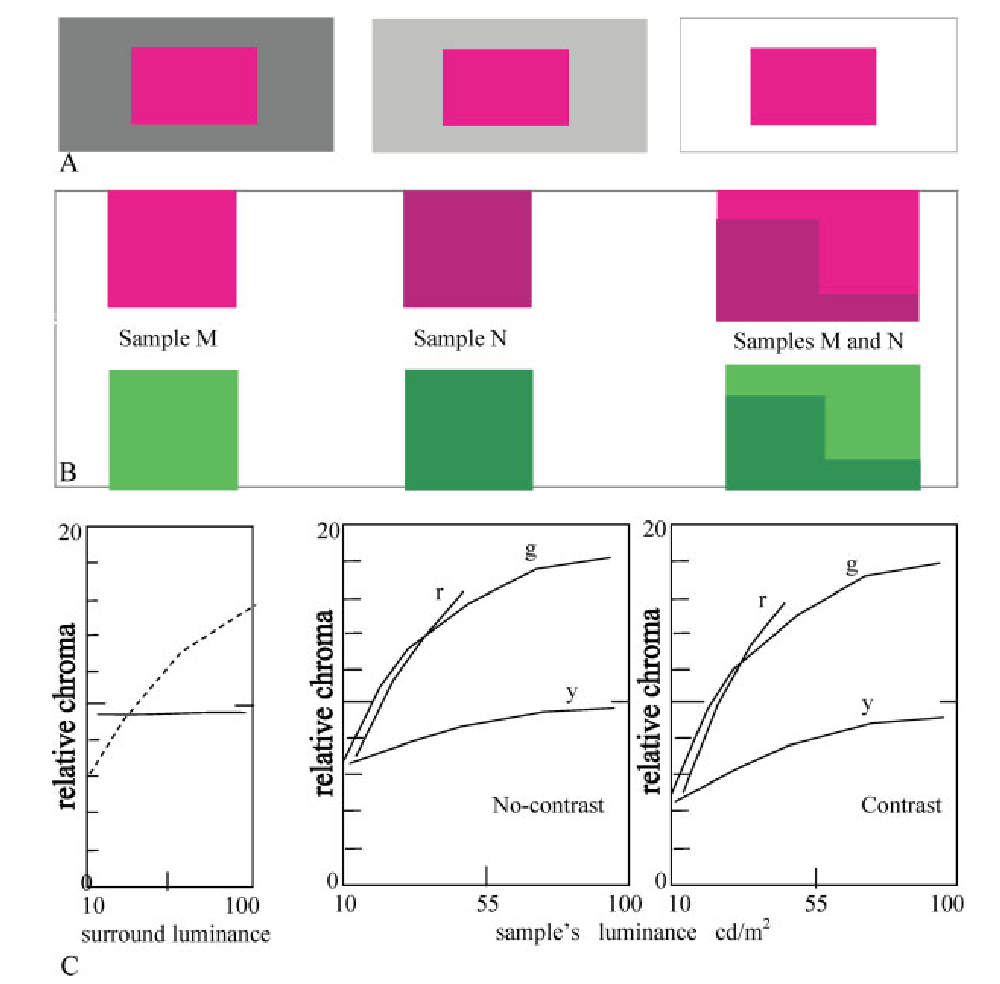 A
Sample M
Sample N
Samples M and N
B
20
relative chroma
0
10
100
surround luminance
20
g
r
y
relative chroma
No-contrast
0
10
55
100
20
g
r
y
relative chroma
Contrast
0
10
55
100
sample's luminance cd/m²
C